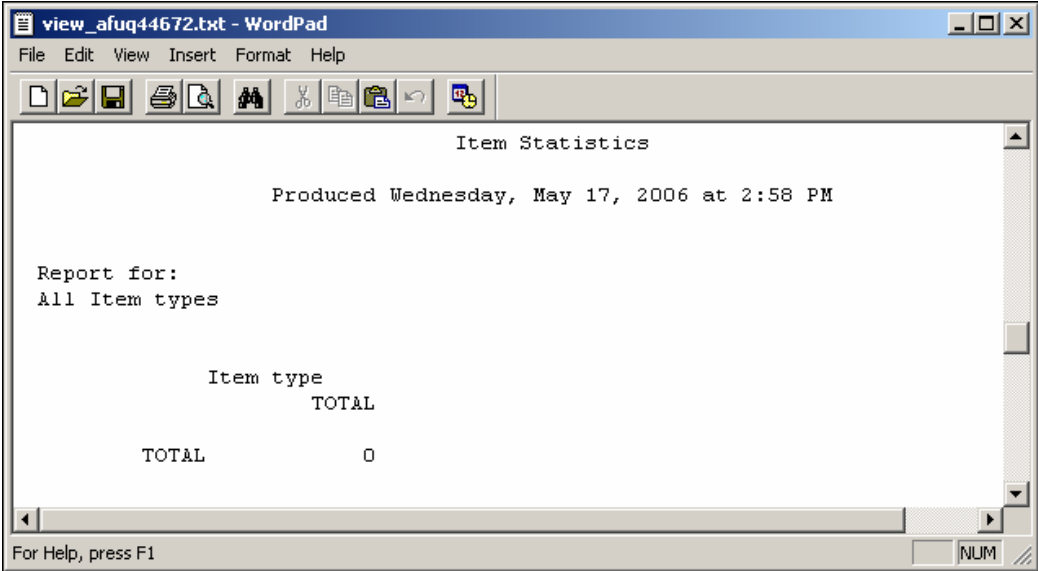 view_afuq44672.txt - WordPad
File Edit View Insert Format Help
Item Statistics
Produced Wednesday, May 17, 2006 at 2:58 PM
Report for:
All Item types
Item type
TOTAL
TOTAL 0
For Help, press F1
NUM